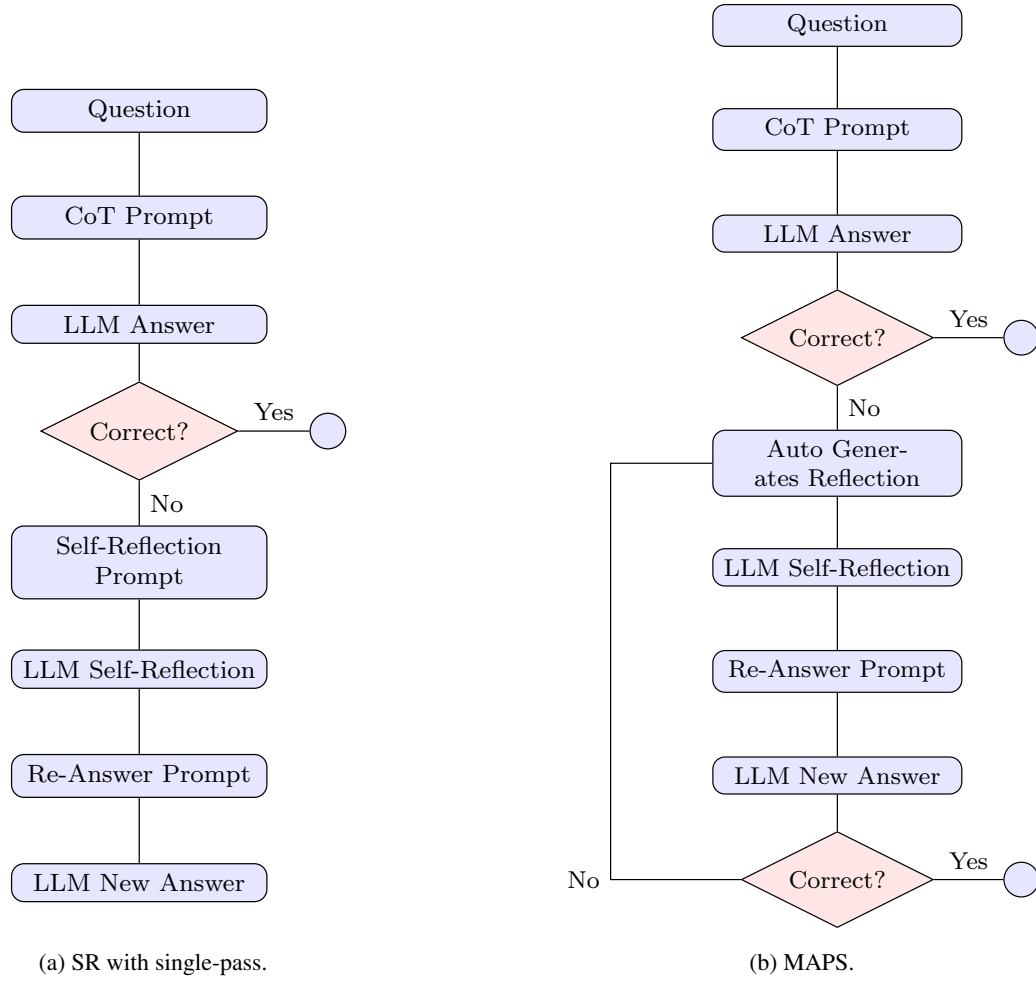 Question
CoT Prompt
LLM Answer
Correct?
Yes
No
Self-Reflection
Prompt
LLM Self-Reflection
Re-Answer Prompt
LLM New Answer
(a) SR with single-pass.
Question
CoT Prompt
LLM Answer
Correct?
Yes
No
Auto Gener-
ates Reflection
LLM Self-Reflection
Re-Answer Prompt
LLM New Answer
Correct?
Yes
No
(b) MAPS.